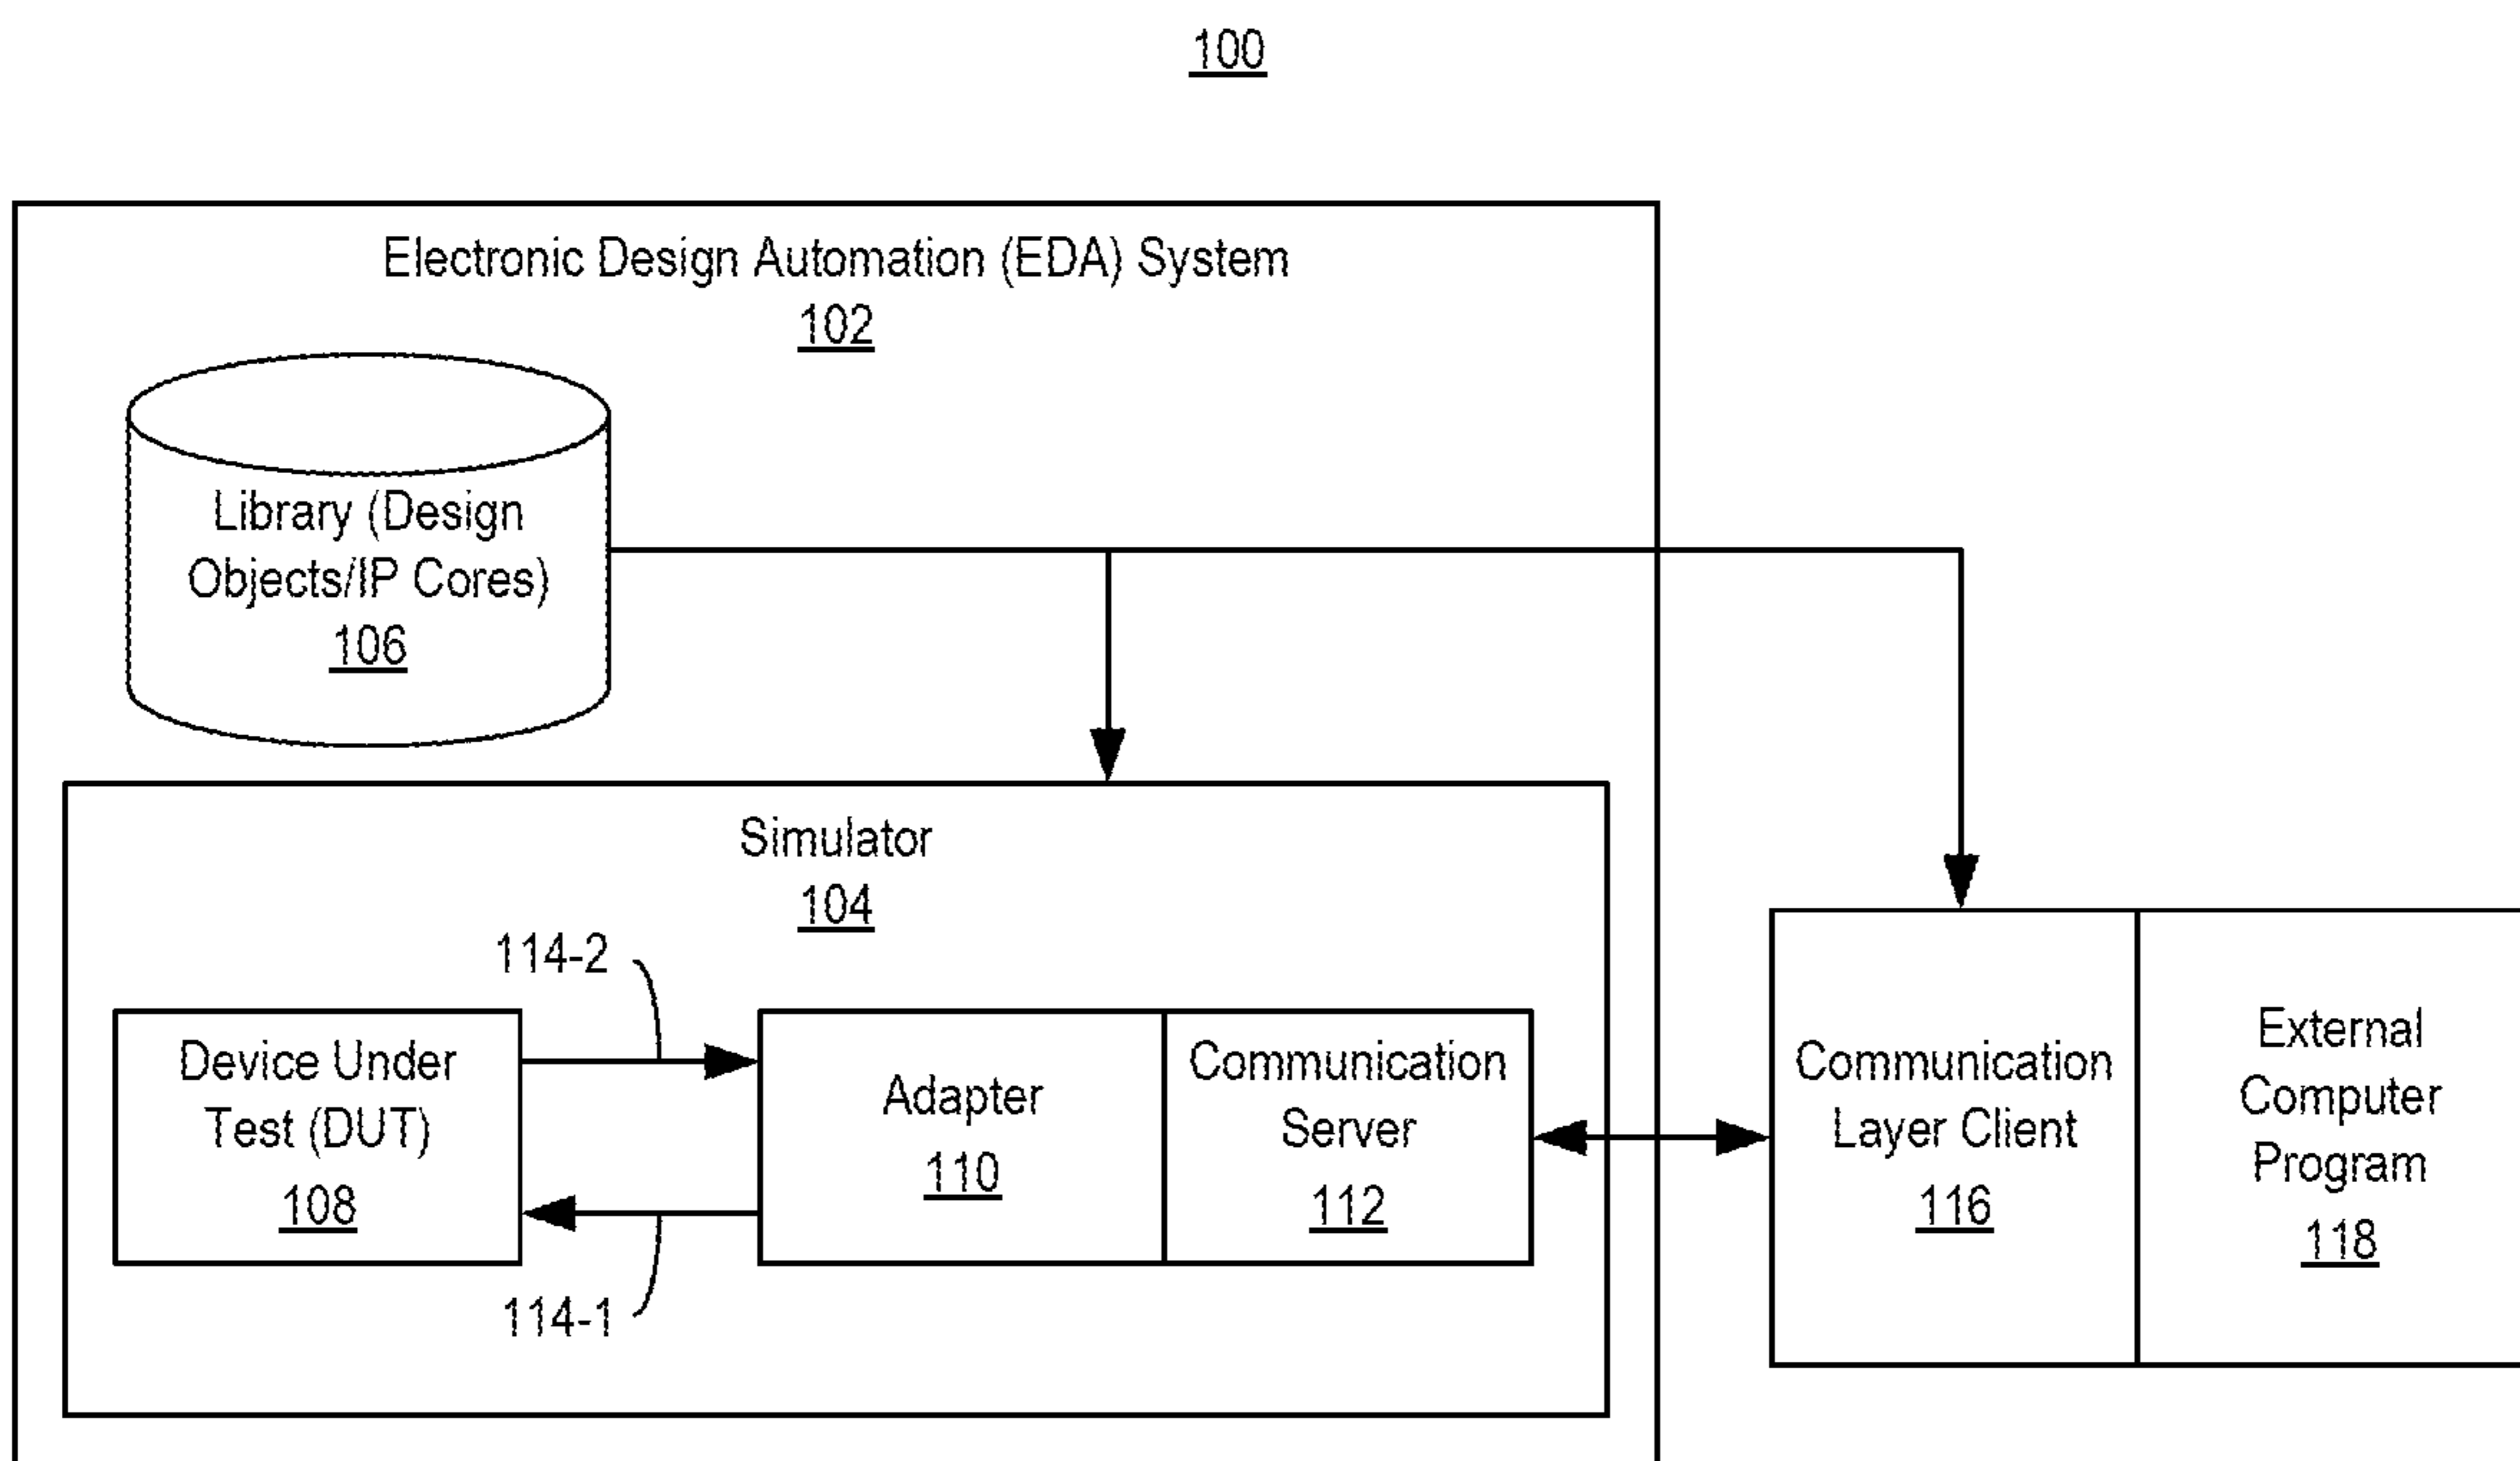 100
Electronic Design Automation (EDA) System
102
Library (Design
Objects/IP Cores)
106
Simulator
104
114-2
Device Under
Test (DUT)
108
Adapter
110
Communication
Server
112
114-1
Communication
Layer Client
116
External
Computer
Program
118